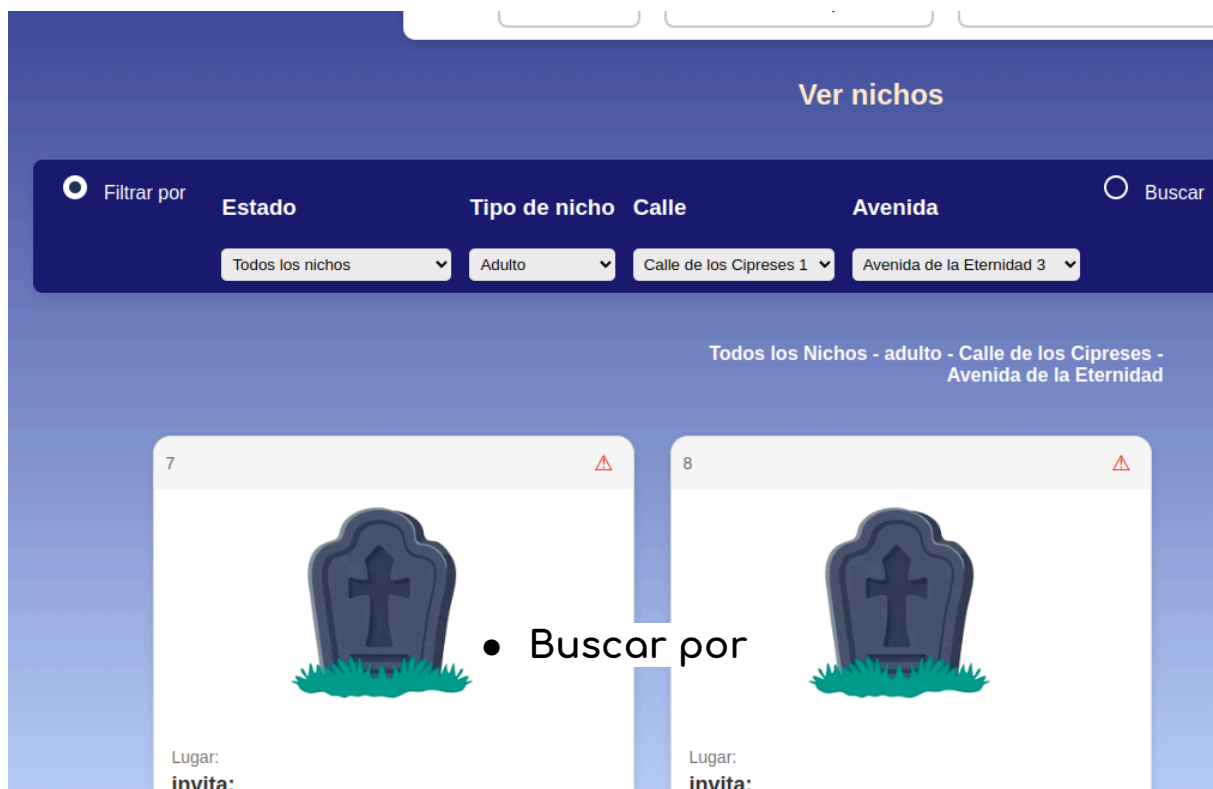 Ver nichos
Filtrar por
Buscar
Estado
Tipo de nicho
Calle
Avenida
Todos los nichos
Adulto
Calle de los Cipreses 1
Avenida de la Eternidad 3
Todos los Nichos - adulto - Calle de los Cipreses -
Avenida de la Eternidad
7
8
• Buscar por
Lugar:
invita:
Lugar:
invita: